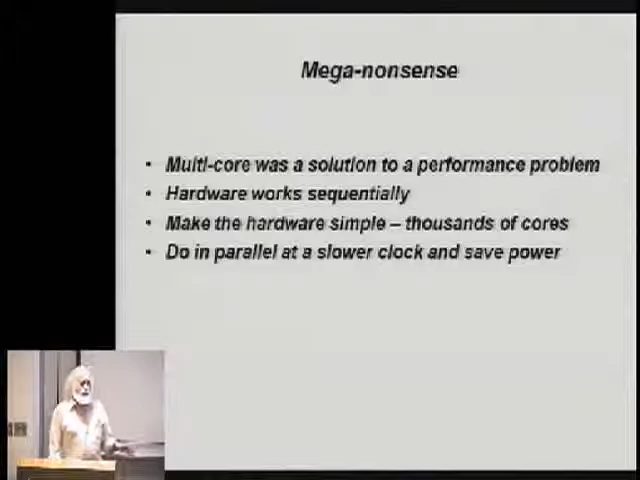 Mega-nonsense
• Multi-core was a solution to a performance problem
• Hardware works sequentially
• Make the hardware simple – thousands of cores
• Do in parallel at a slower clock and save power